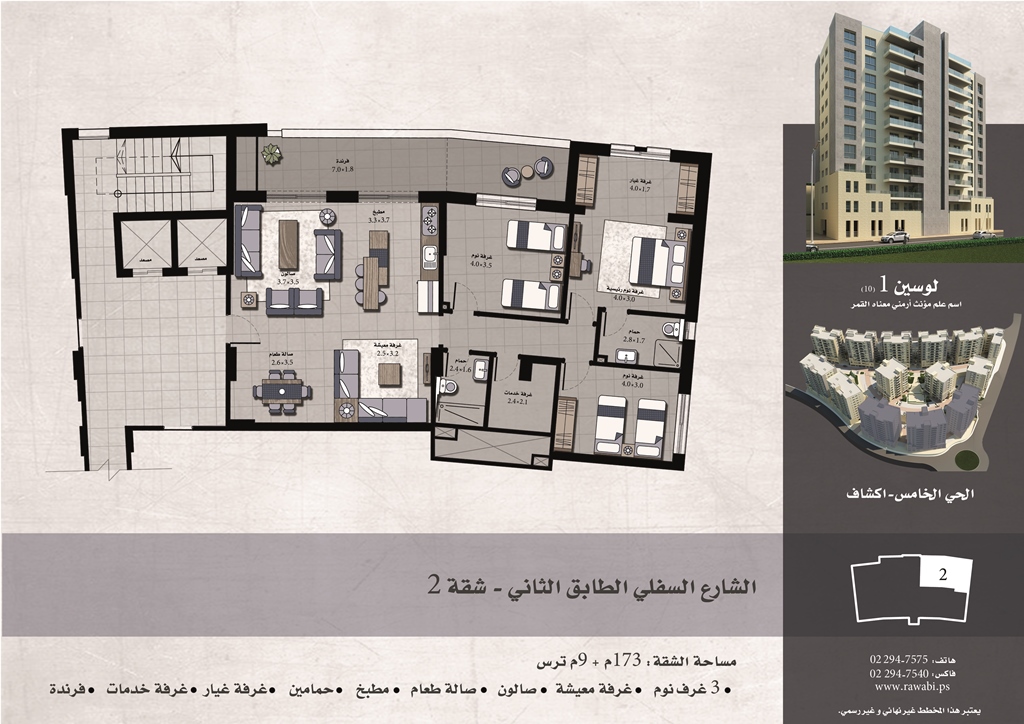 فرندة
7.0×1.8
غرفة غيار
4.0×1.7
مطبخ
3.3×3.7
صالون
3.7×3.5
غرفة نوم
4.0×3.5
غرفة نوم رئيسية
4.0×3.0
مصعد
مصعد
حمام
2.8×1.7
صالة طعام
2.6×3.5
غرفة معيشة
2.5×3.2
حمام
2.4×1.6
غرفة خدمات
2.4×2.1
غرفة نوم
4.0×3.0
لوسين 1 (10)
اسم علم مؤنث أرمني معناه القمر
الحي الخامس-اكشاف
2
الشارع السفلي الطابق الثاني - شقة 2
مساحة الشقة: 173م + 9م ترس
• 3 غرف نوم • غرفة معيشة • صالون • صالة طعام • مطبخ • حمامين • غرفة غيار • غرفة خدمات • فرندة
هاتف: 02 294-7575
فاكس: 02 294-7540
www.rawabi.ps
يعتبر هذا المخطط غير نهائي و غير رسمي.